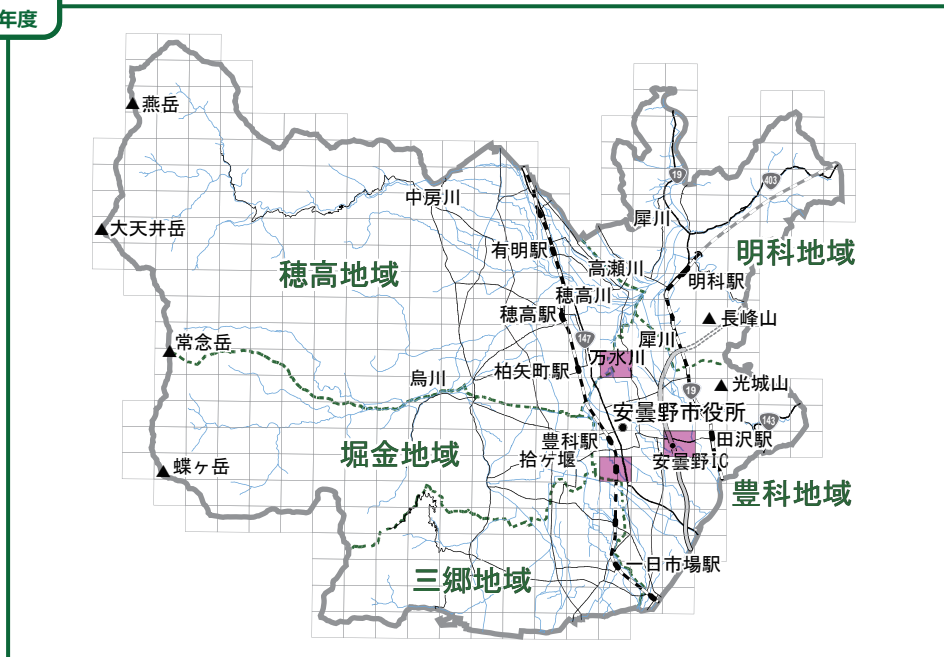 年度
燕岳
19
403
中房川
犀川
大天井岳
有明駅
明科地域
高瀬川
穂高地域
明科駅
穂高川
穂高駅
長峰山
常念岳
147
犀川
万水川
柏矢町駅
烏川
光城山
19
安曇野市役所
143
豊科駅
田沢駅
堀金地域
拾ケ堰
安曇野IC
蝶ヶ岳
豊科地域
一日市場駅
三郷地域